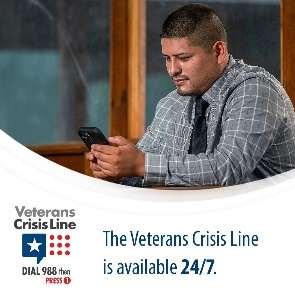 Veterans
Crisis Line
DIAL 988 then
PRESS 1
The Veterans Crisis Line
is available 24/7.